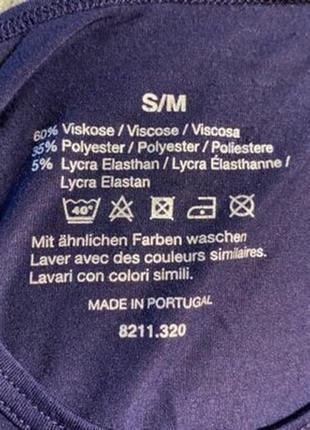 S/M
60% Viskose / Viscose / Viscosa
35% Polyester / Polyester / Poliestere
5% Lycra Elasthan / Lycra Élasthanne /
Lycra Elastan
40°
Mit ähnlichen Farben waschen
Laver avec des couleurs similaires.
Lavari con colori simili.
MADE IN PORTUGAL
8211.320